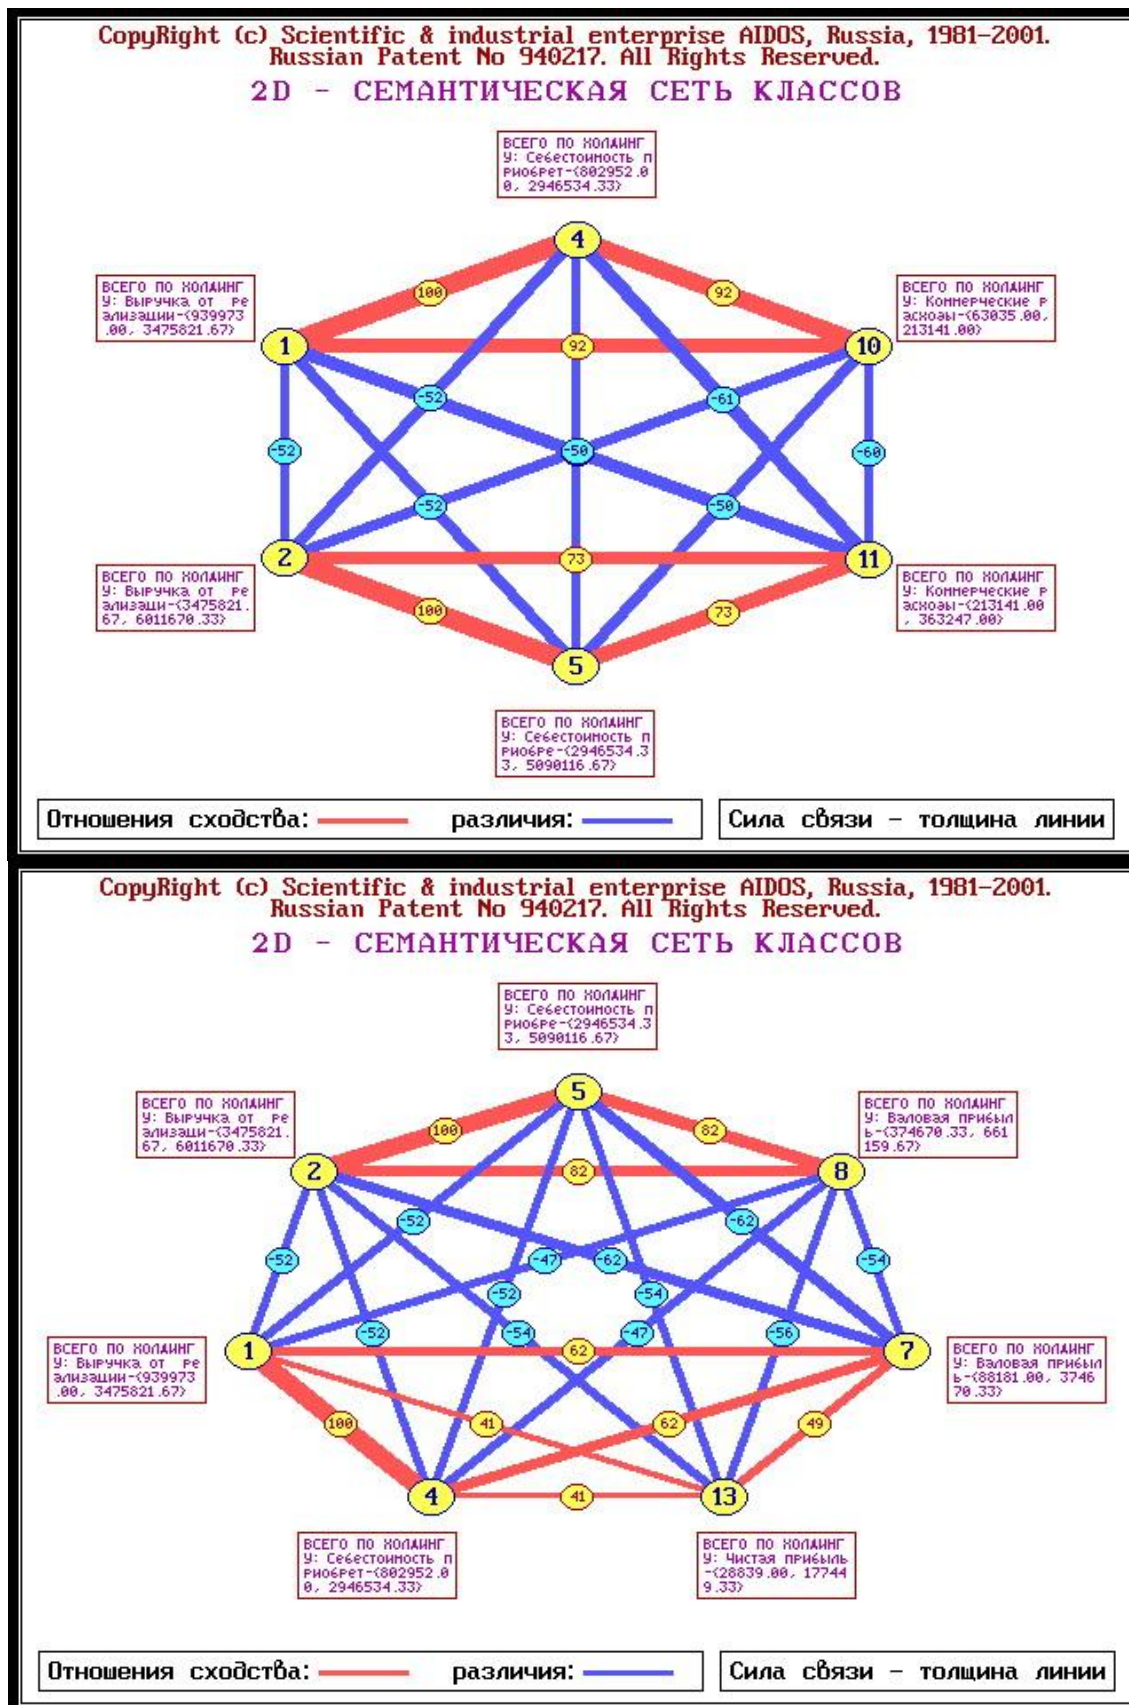 CopyRight (c) Scientific & industrial enterprise AIDOS, Russia, 1981-2001.
Russian Patent No 940217. All Rights Reserved.
2D - СЕМАНТИЧЕСКАЯ СЕТЬ КЛАССОВ
ВСЕГО ПО ХОЛДИНГ
У: Себестоимость п
риобрет-{802952.0
0, 2946534.33}
4
ВСЕГО ПО ХОЛДИНГ
У: Выручка от ре
ализации-{939973
.00, 3475821.67}
100
92
ВСЕГО ПО ХОЛДИНГ
У: Коммерческие р
асходы-{63035.00,
213141.00}
1
92
10
-52
-61
-52
-50
-60
-52
-50
2
73
11
ВСЕГО ПО ХОЛДИНГ
У: Выручка от ре
ализаци-{3475821.
67, 6011670.33}
100
73
ВСЕГО ПО ХОЛДИНГ
У: Коммерческие р
асходы-{213141.00
, 363247.00}
5
ВСЕГО ПО ХОЛДИНГ
У: Себестоимость п
риобре-{2946534.3
3, 5090116.67}
Отношения сходства: различия: Сила связи - толщина линии
CopyRight (c) Scientific & industrial enterprise AIDOS, Russia, 1981-2001.
Russian Patent No 940217. All Rights Reserved.
2D - СЕМАНТИЧЕСКАЯ СЕТЬ КЛАССОВ
ВСЕГО ПО ХОЛДИНГ
У: Себестоимость п
риобре-{2946534.3
3, 5090116.67}
5
ВСЕГО ПО ХОЛДИНГ
У: Выручка от ре
ализаци-{3475821.
67, 6011670.33}
100
82
ВСЕГО ПО ХОЛДИНГ
У: Валовая прибыл
ь-{374670.33, 661
159.67}
2
82
8
-52
-62
-52
-47
-62
-54
-52
-54
-52
-54
-47
-56
ВСЕГО ПО ХОЛДИНГ
У: Выручка от ре
ализации-{939973
.00, 3475821.67}
1
62
7
ВСЕГО ПО ХОЛДИНГ
У: Валовая прибыл
ь-{88181.00, 3746
70.33}
100
41
62
49
4
41
13
ВСЕГО ПО ХОЛДИНГ
У: Себестоимость п
риобрет-{802952.0
0, 2946534.33}
ВСЕГО ПО ХОЛДИНГ
У: Чистая прибыль
-{28839.00, 17744
9.33}
Отношения сходства: различия: Сила связи - толщина линии